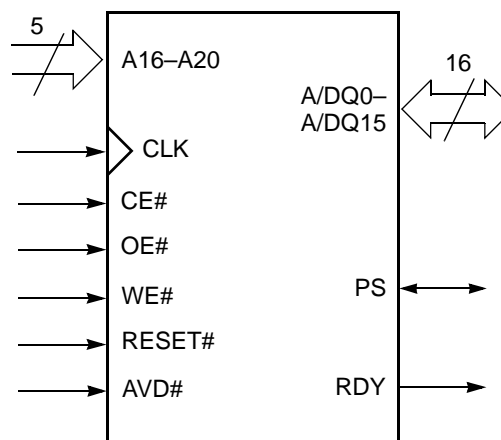 5
A16–A20
16
A/DQ0–
A/DQ15
CLK
CE#
OE#
WE#
PS
RESET#
AVD#
RDY